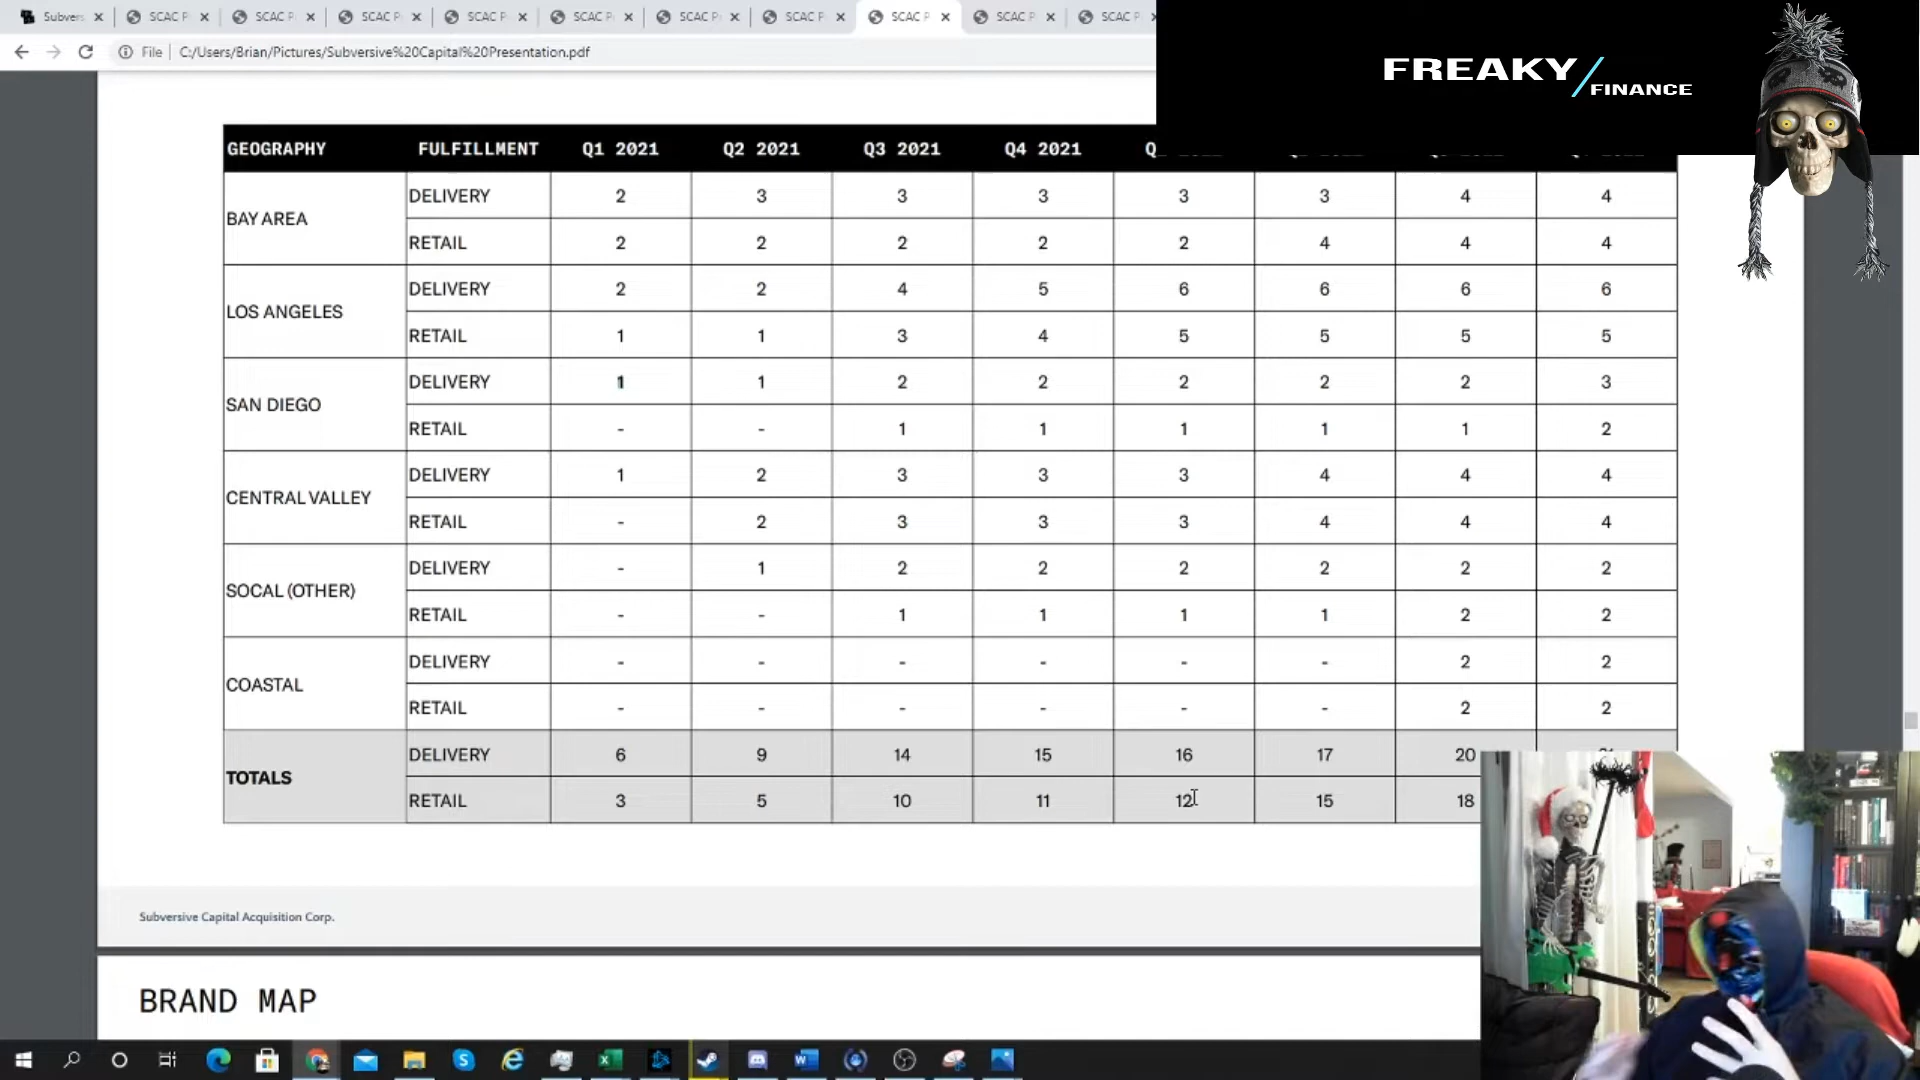 Subvers
SCAC P
SCAC P
SCAC P
SCAC P
SCAC P
SCAC P
SCAC P
SCAC P
SCAC P
SCAC P
File C:/Users/Brian/Pictures/Subversive%20Capital%20Presentation.pdf
FREAKY/FINANCE
GEOGRAPHY FULFILLMENT Q1 2021 Q2 2021 Q3 2021 Q4 2021
BAY AREA
DELIVERY 2 3 3 3 3 3 4 4
RETAIL 2 2 2 2 2 4 4 4
LOS ANGELES
DELIVERY 2 2 4 5 6 6 6 6
RETAIL 1 1 3 4 5 5 5 5
SAN DIEGO
DELIVERY 1 1 2 2 2 2 2 3
RETAIL - - 1 1 1 1 1 2
CENTRAL VALLEY
DELIVERY 1 2 3 3 3 4 4 4
RETAIL - 2 3 3 3 4 4 4
SOCAL (OTHER)
DELIVERY - 1 2 2 2 2 2 2
RETAIL - - 1 1 1 1 2 2
COASTAL
DELIVERY - - - - - - 2 2
RETAIL - - - - - - 2 2
TOTALS
DELIVERY 6 9 14 15 16 17 20
RETAIL 3 5 10 11 12 15 18
Subversive Capital Acquisition Corp.
BRAND MAP